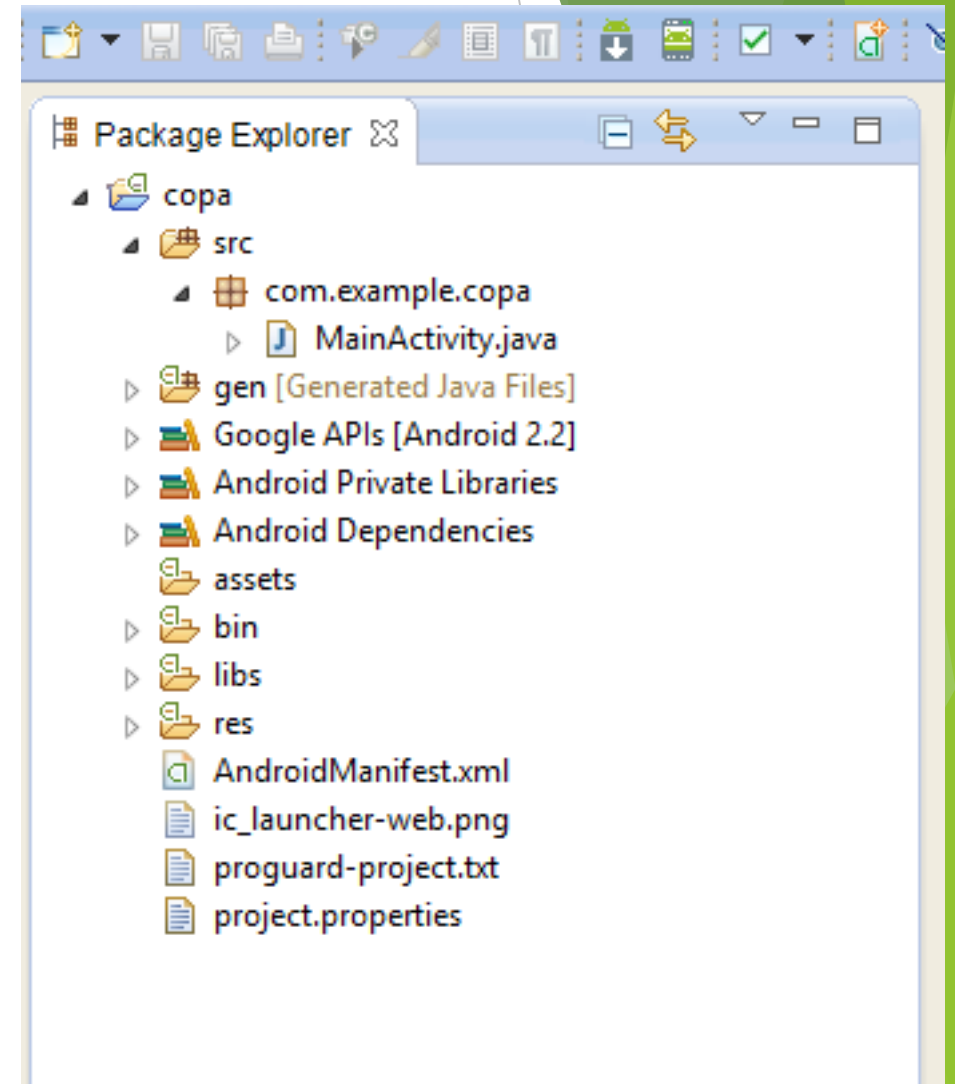 Package Explorer
copa
src
com.example.copa
MainActivity.java
gen [Generated Java Files]
Google APIs [Android 2.2]
Android Private Libraries
Android Dependencies
assets
bin
libs
res
AndroidManifest.xml
ic_launcher-web.png
proguard-project.txt
project.properties